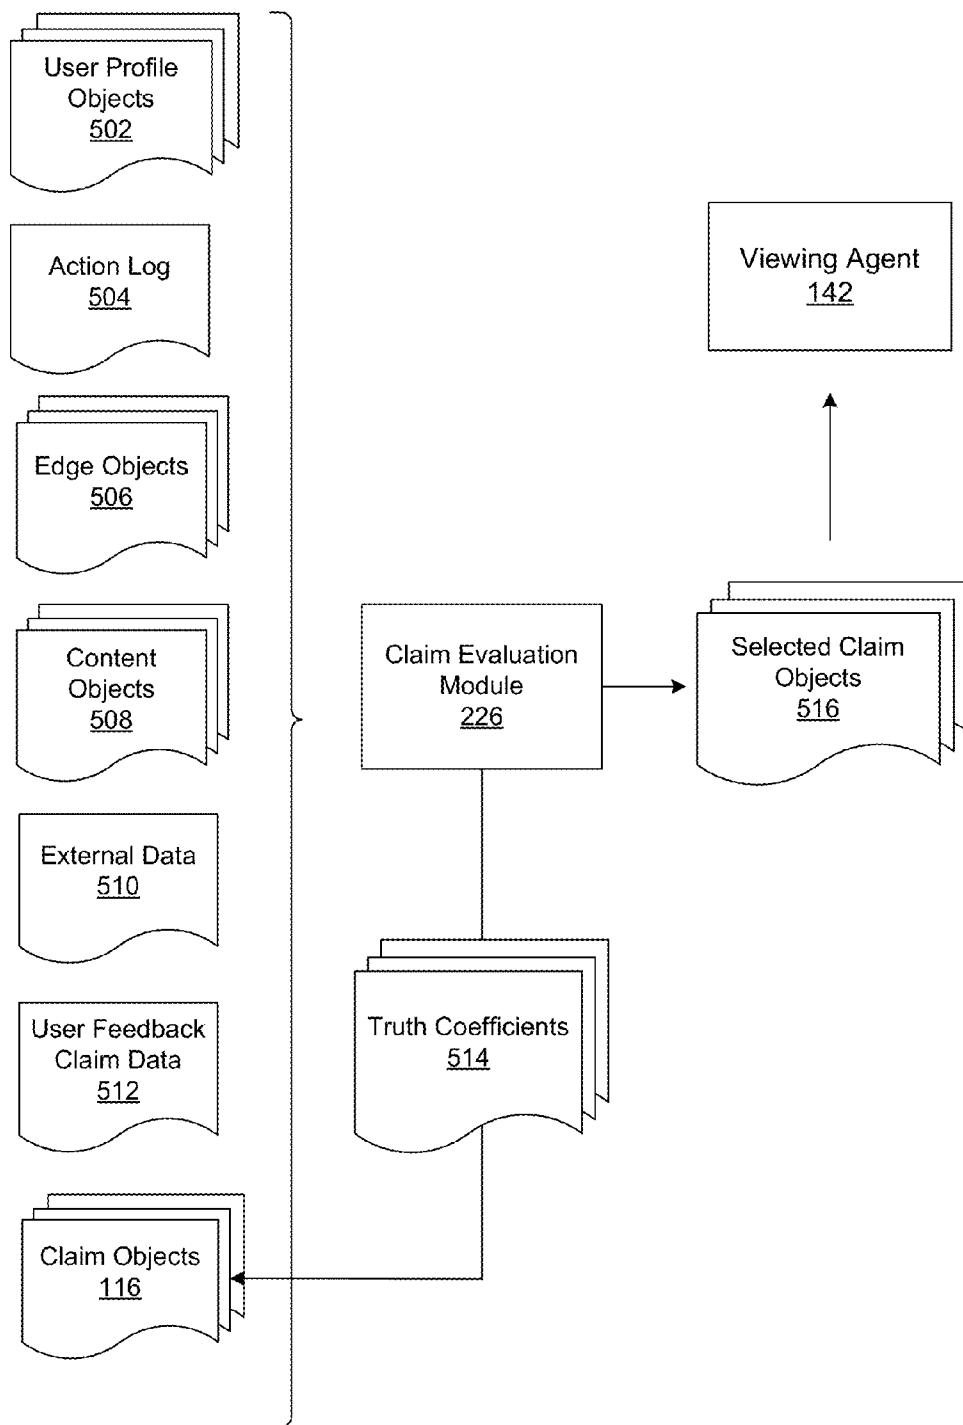 User Profile
Objects
502
Action Log
504
Edge Objects
506
Content
Objects
508
External Data
510
User Feedback
Claim Data
512
Claim Objects
116
Claim Evaluation
Module
226
Truth Coefficients
514
Viewing Agent
142
Selected Claim
Objects
516